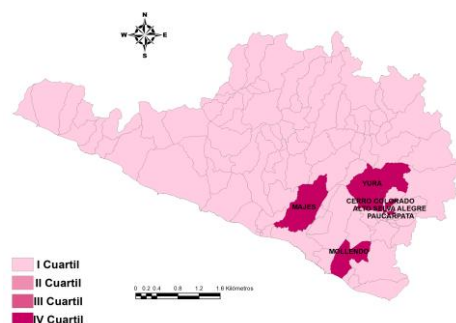 N
W E
S
YURA
CERRO COLORADO
ALTO SELVA ALEGRE
PAUCARPATA
MAJES
MOLLENDO
I Cuartil
II Cuartil
III Cuartil
IV Cuartil
0 0.2 0.4 0.8 1.2 1.6 Kilómetros